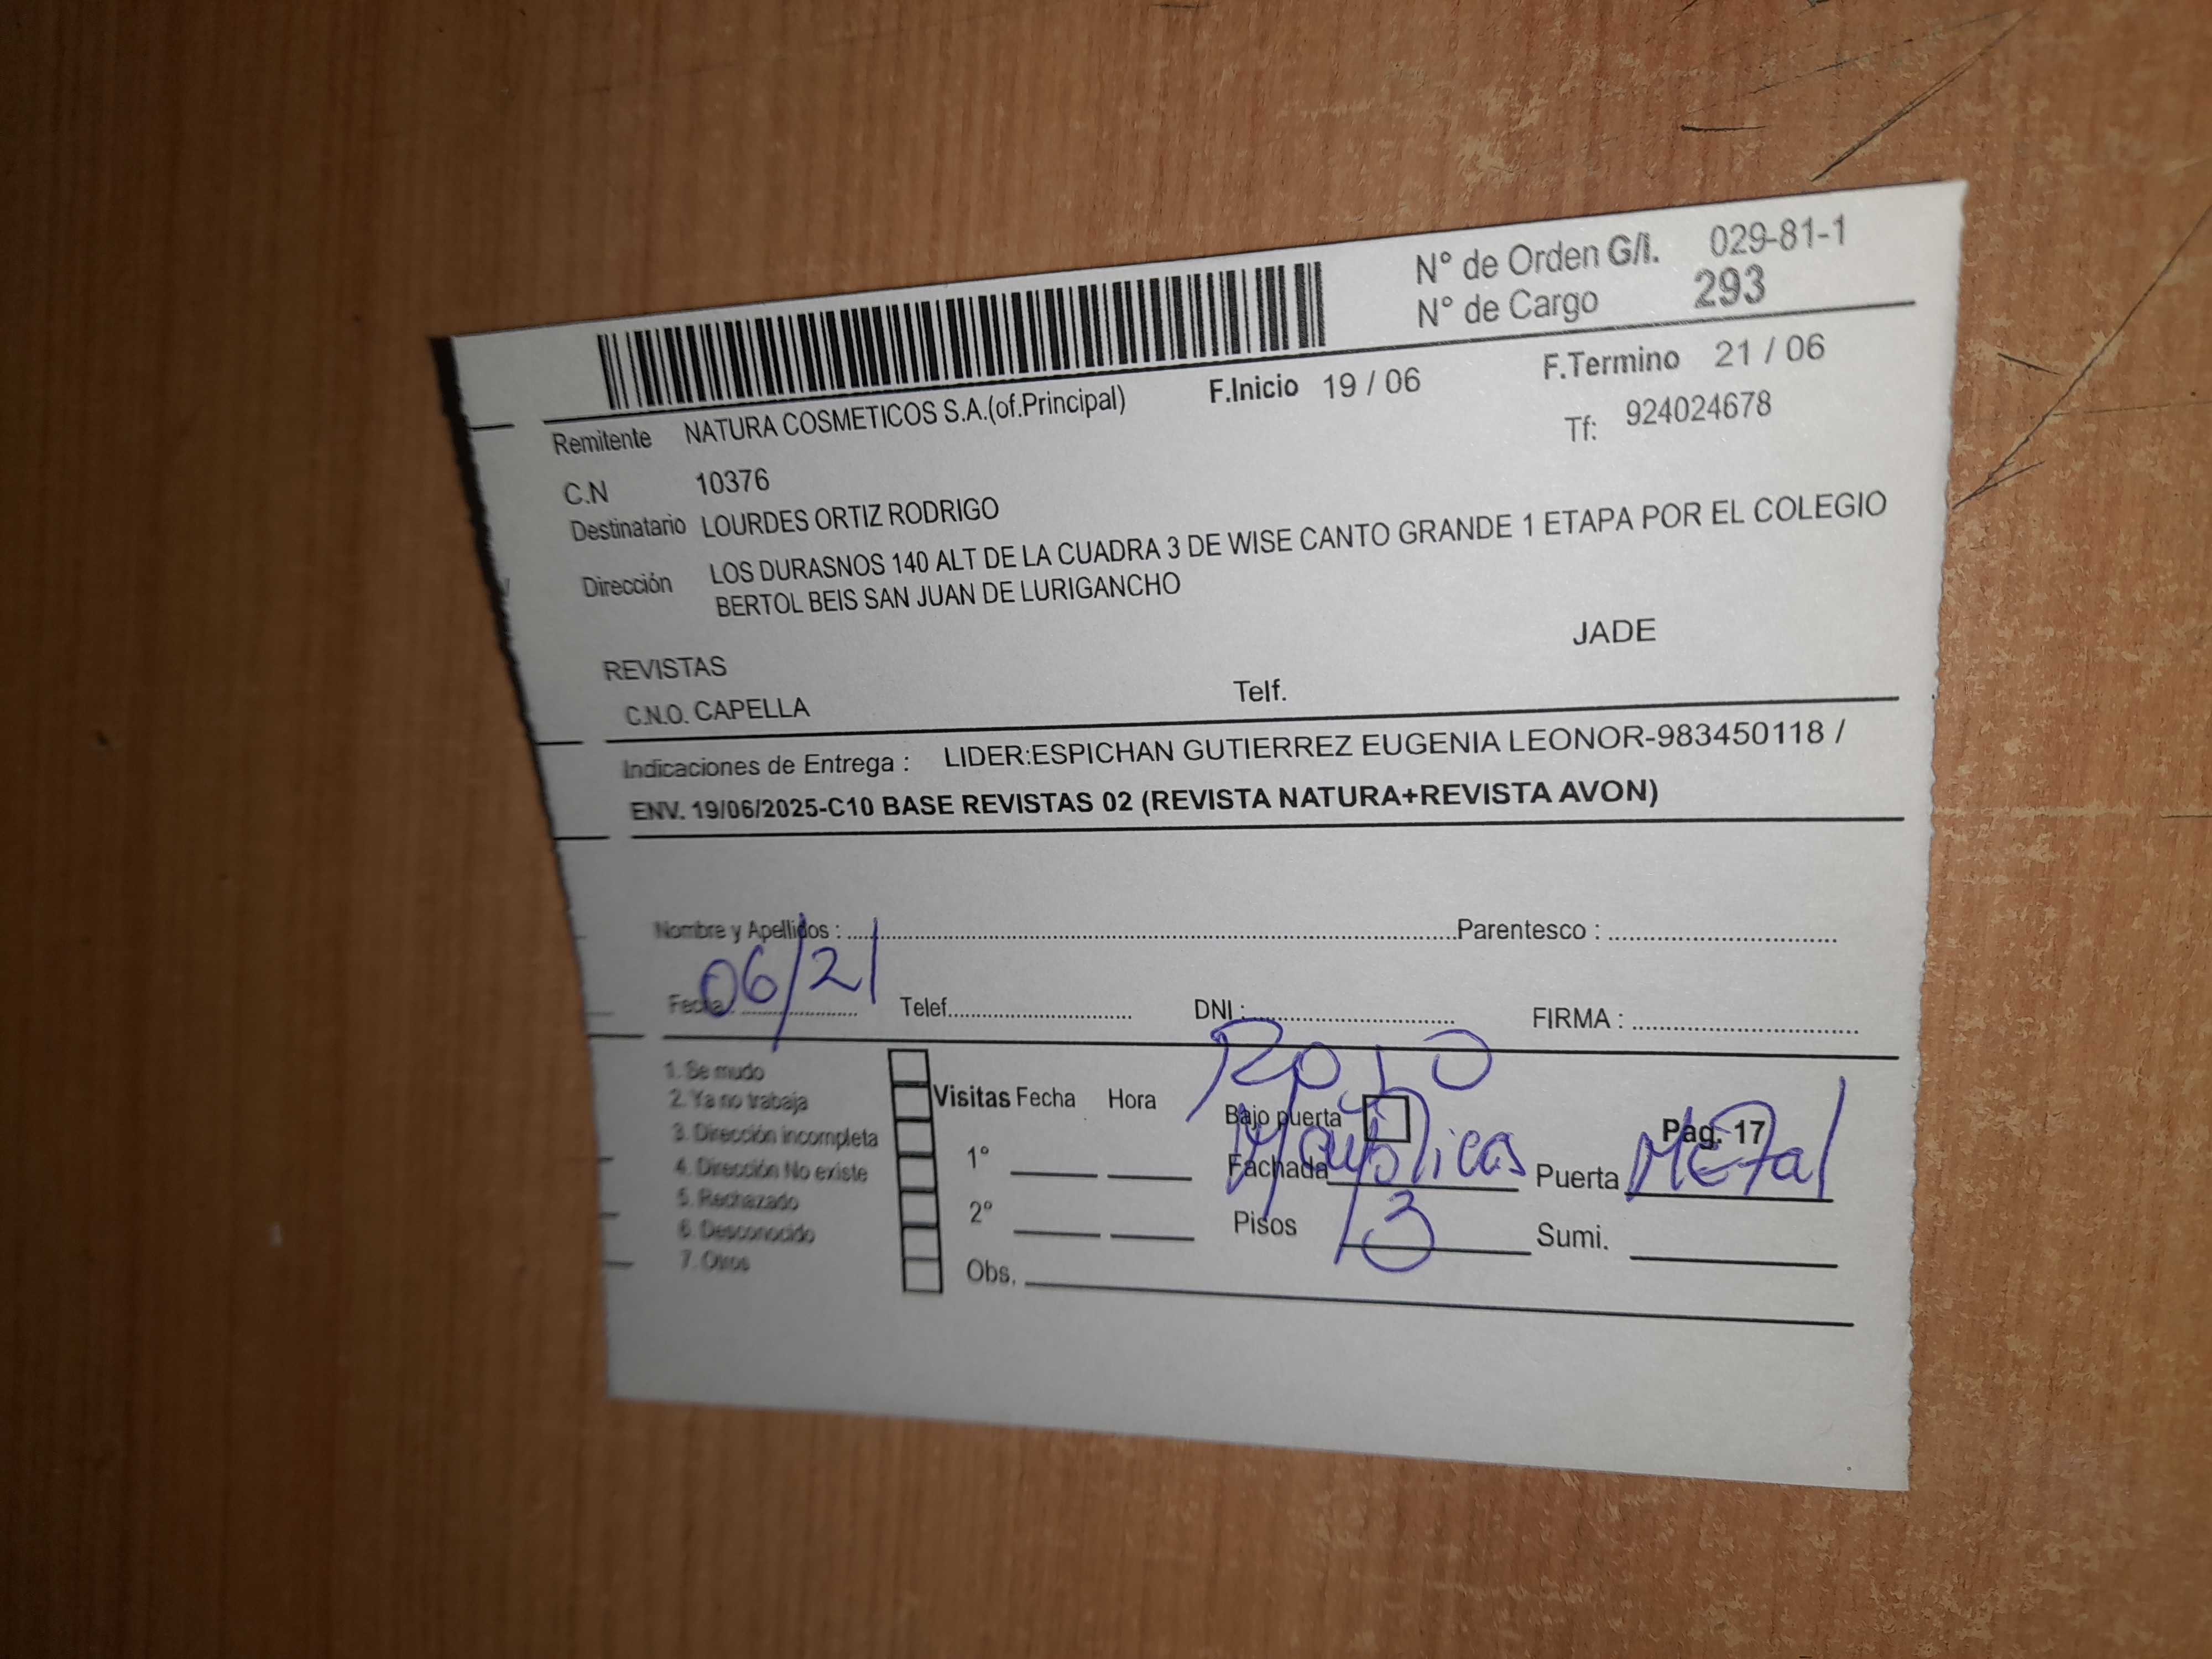 N° de Orden G/I. 029-81-1
N° de Cargo 293
Remitente NATURA COSMETICOS S.A.(of.Principal) F.Inicio 19 / 06 F.Termino 21 / 06
C.N 10376 Tf: 924024678
Destinatario LOURDES ORTIZ RODRIGO
Dirección LOS DURASNOS 140 ALT DE LA CUADRA 3 DE WISE CANTO GRANDE 1 ETAPA POR EL COLEGIO
BERTOL BEIS SAN JUAN DE LURIGANCHO
JADE
REVISTAS
C.N.O. CAPELLA Telf.
Indicaciones de Entrega : LIDER:ESPICHAN GUTIERREZ EUGENIA LEONOR-983450118 /
ENV. 19/06/2025-C10 BASE REVISTAS 02 (REVISTA NATURA+REVISTA AVON)
Nombre y Apellidos : Parentesco :
Fecha : 06/21 Telef. DNI : FIRMA :
Rojo
1. Se mudo
2. Ya no trabaja
3. Dirección incompleta
4. Dirección No existe
5. Rechazado
6. Desconocido
7. Otros
Visitas Fecha Hora
1°
2°
Obs.
Bajo puerta Pag. 17
Fachada Mayolicas Puerta Metal
Pisos 3 Sumi.